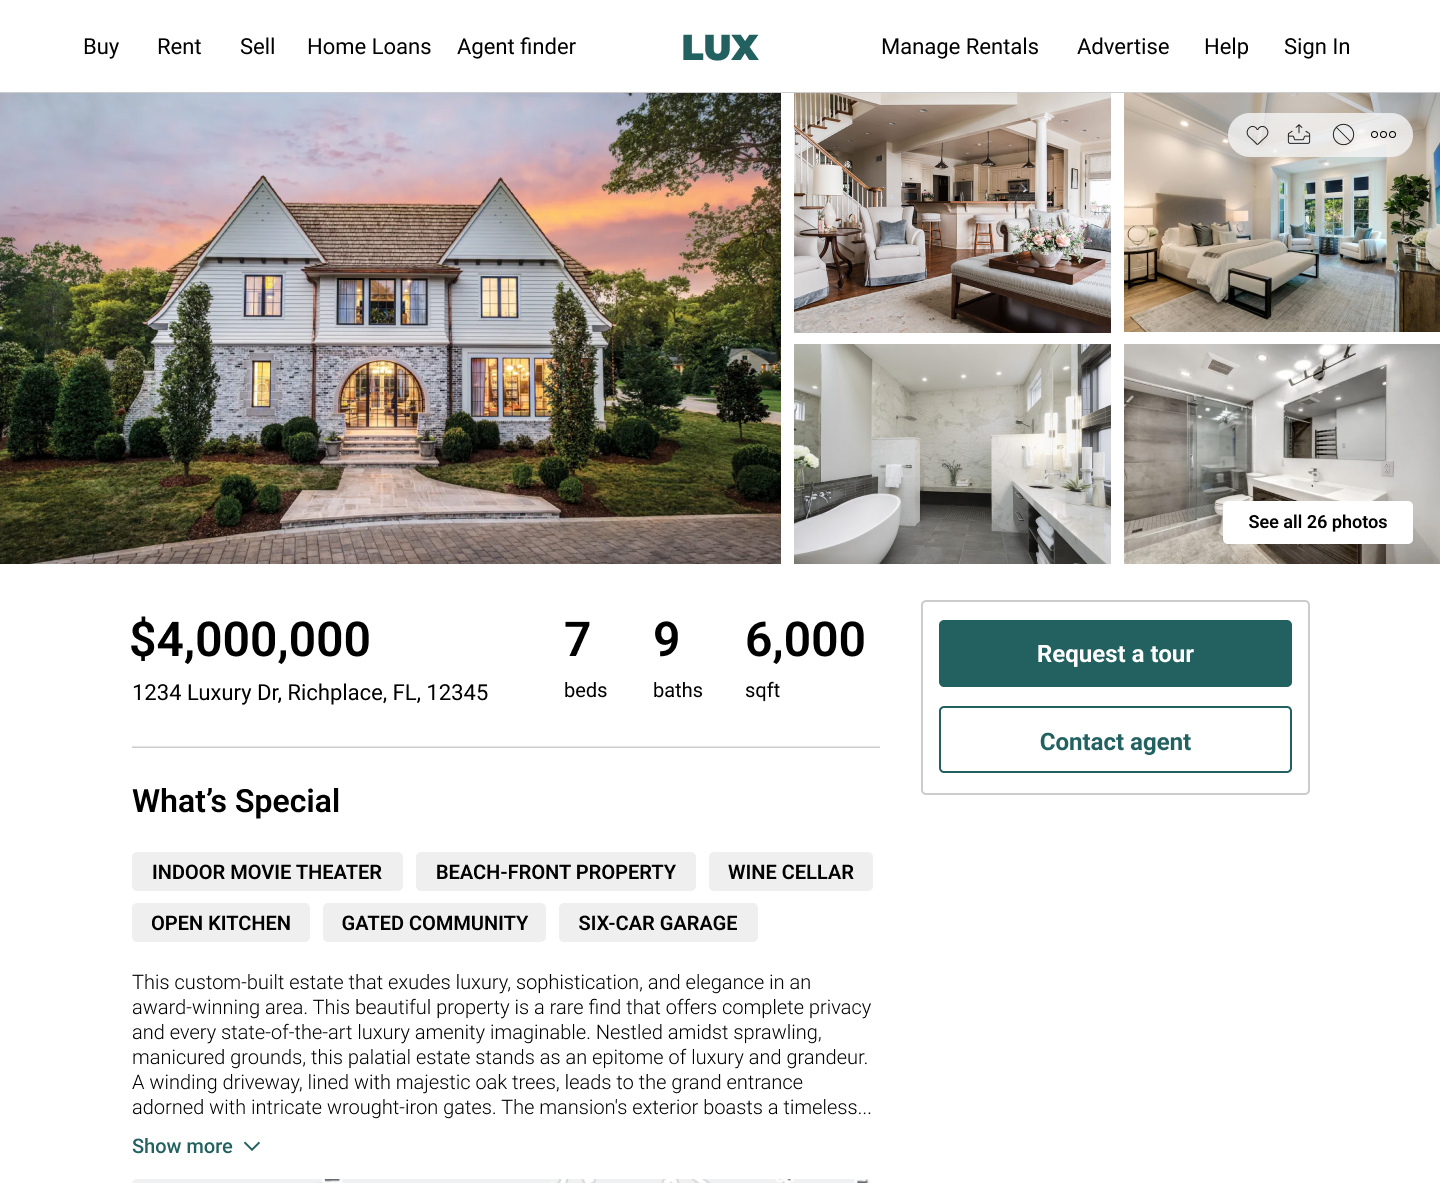 Buy Rent Sell Home Loans Agent finder LUX Manage Rentals Advertise Help Sign In
See all 26 photos
$4,000,000
1234 Luxury Dr, Richplace, FL, 12345
7
beds
9
baths
6,000
sqft
Request a tour
Contact agent
What’s Special
INDOOR MOVIE THEATER BEACH-FRONT PROPERTY WINE CELLAR
OPEN KITCHEN GATED COMMUNITY SIX-CAR GARAGE
This custom-built estate that exudes luxury, sophistication, and elegance in an
award-winning area. This beautiful property is a rare find that offers complete privacy
and every state-of-the-art luxury amenity imaginable. Nestled amidst sprawling,
manicured grounds, this palatial estate stands as an epitome of luxury and grandeur.
A winding driveway, lined with majestic oak trees, leads to the grand entrance
adorned with intricate wrought-iron gates. The mansion's exterior boasts a timeless...
Show more